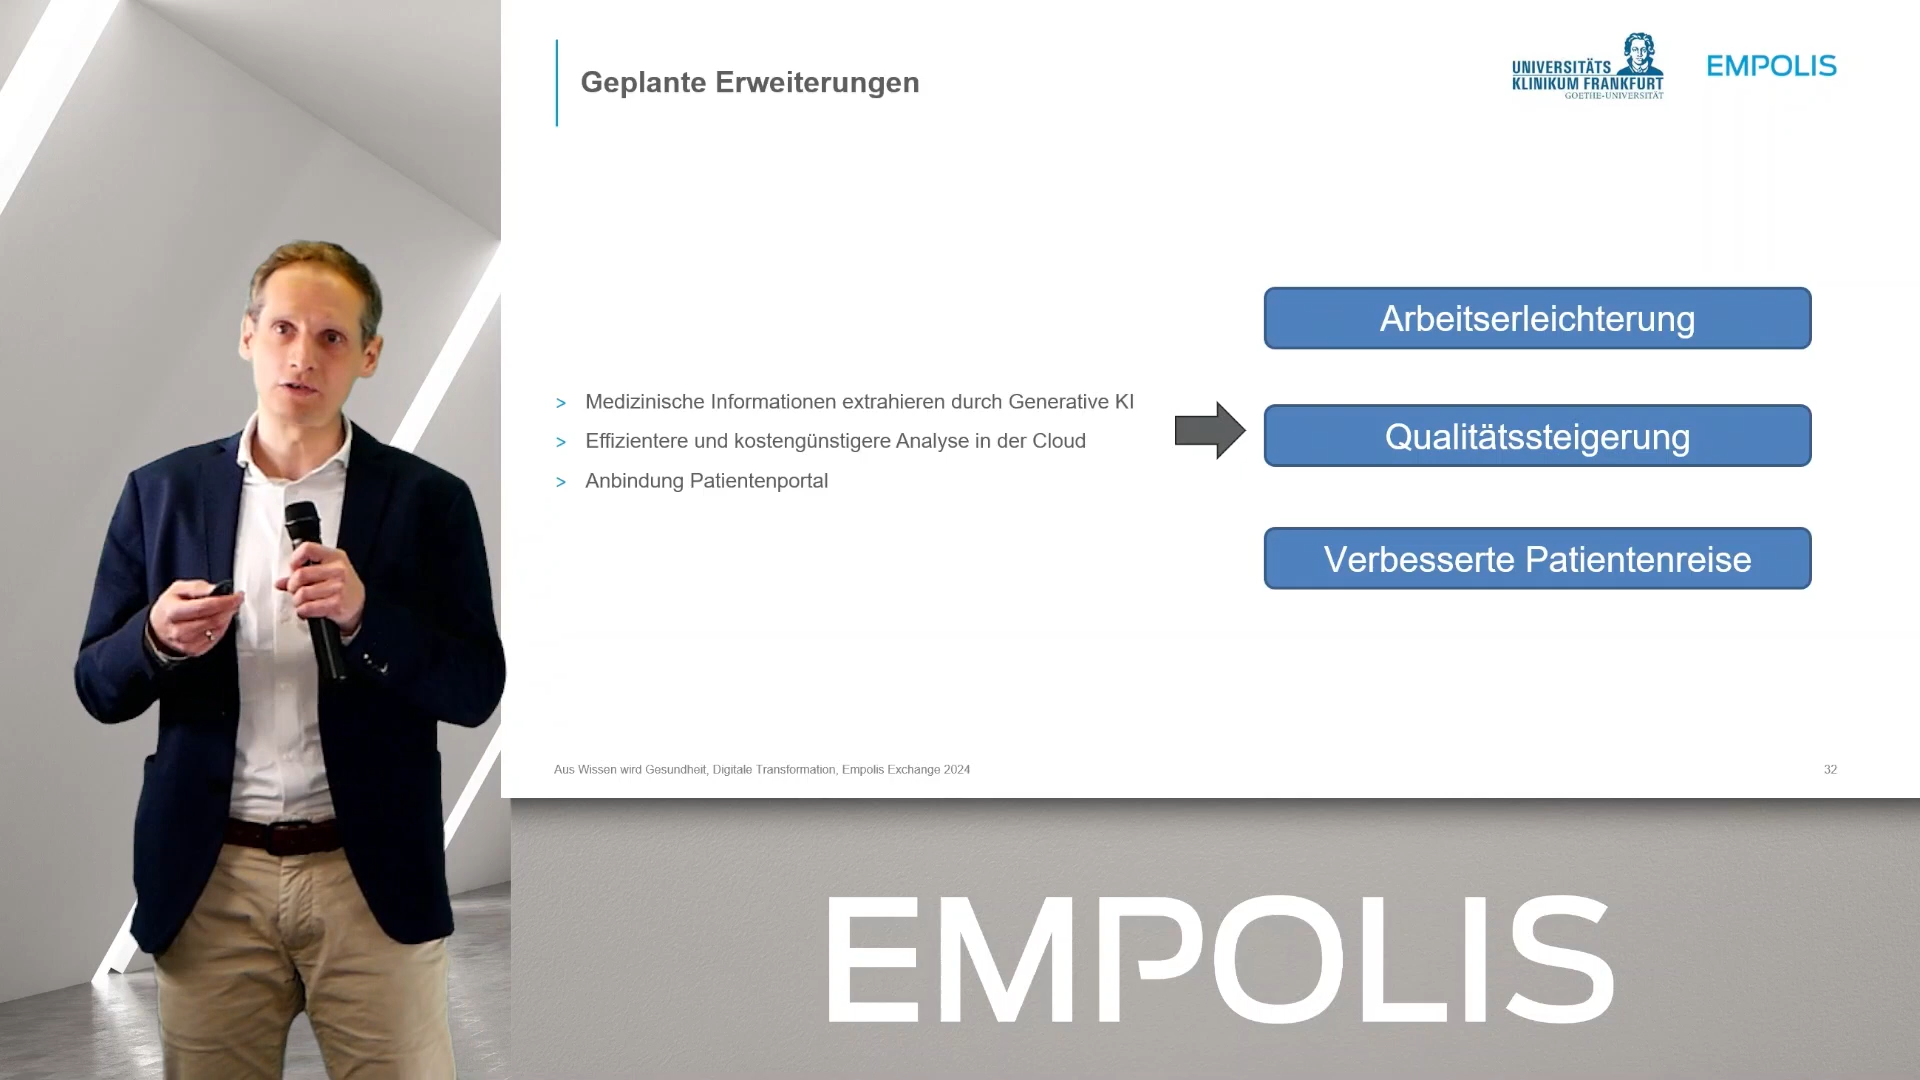 Geplante Erweiterungen
UNIVERSITÄTS
KLINIKUM FRANKFURT
GOETHE-UNIVERSITÄT
EMPOLIS
> Medizinische Informationen extrahieren durch Generative KI
> Effizientere und kostengünstigere Analyse in der Cloud
> Anbindung Patientenportal
Arbeitserleichterung
Qualitätssteigerung
Verbesserte Patientenreise
Aus Wissen wird Gesundheit, Digitale Transformation, Empolis Exchange 2024
32
EMPOLIS